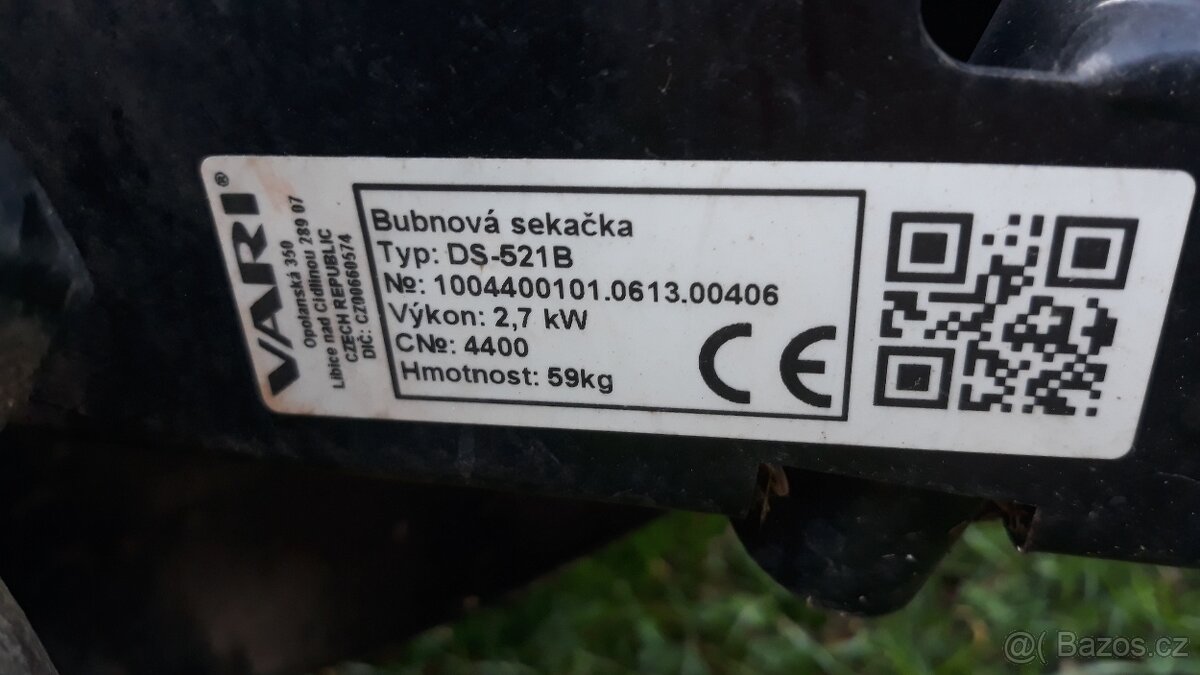 VARI®
Opolanská 350
Libice nad Cidlinou 289 07
CZECH REPUBLIC
DIČ: CZ00660574
Bubnová sekačka
Typ: DS-521B
№: 1004400101.0613.00406
Výkon: 2,7 kW
C№: 4400
Hmotnost: 59kg
CE
@( Bazos.cz